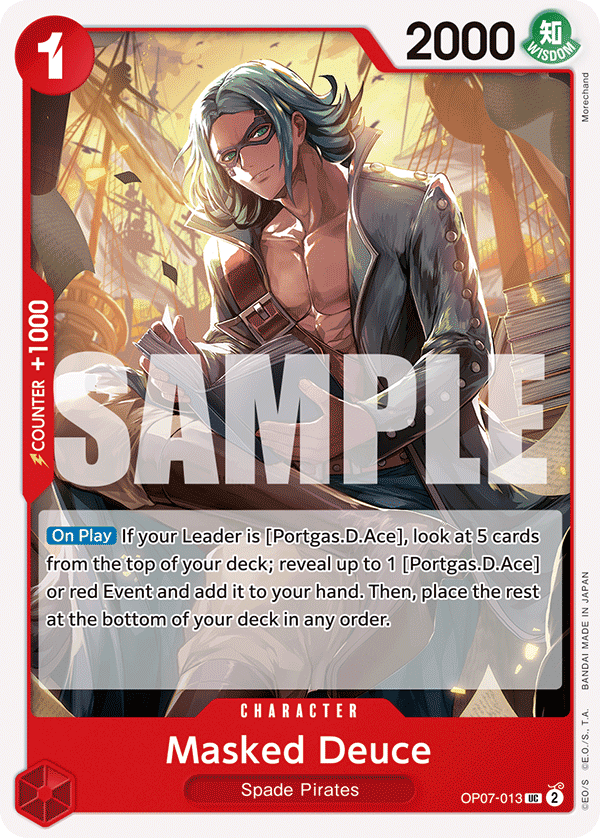 1
2000
知
WISDOM
Morechand
COUNTER +1000
SAMPLE
On Play If your Leader is [Portgas.D.Ace], look at 5 cards
from the top of your deck; reveal up to 1 [Portgas.D.Ace]
or red Event and add it to your hand. Then, place the rest
at the bottom of your deck in any order.
CHARACTER
Masked Deuce
Spade Pirates
OP07-013 UC 2
©EO/S ©E.O./S., T.A. BANDAI MADE IN JAPAN